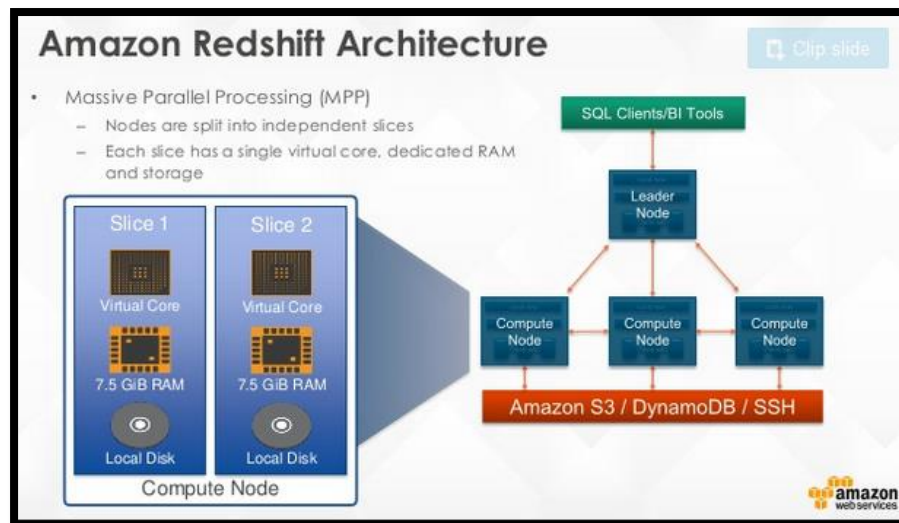 Amazon Redshift Architecture
Clip slide
• Massive Parallel Processing (MPP)
– Nodes are split into independent slices
– Each slice has a single virtual core, dedicated RAM
and storage
Slice 1
Virtual Core
7.5 GiB RAM
Local Disk
Slice 2
Virtual Core
7.5 GiB RAM
Local Disk
Compute Node
SQL Clients/BI Tools
Leader
Node
Compute
Node
Compute
Node
Compute
Node
Amazon S3 / DynamoDB / SSH
amazon
web services